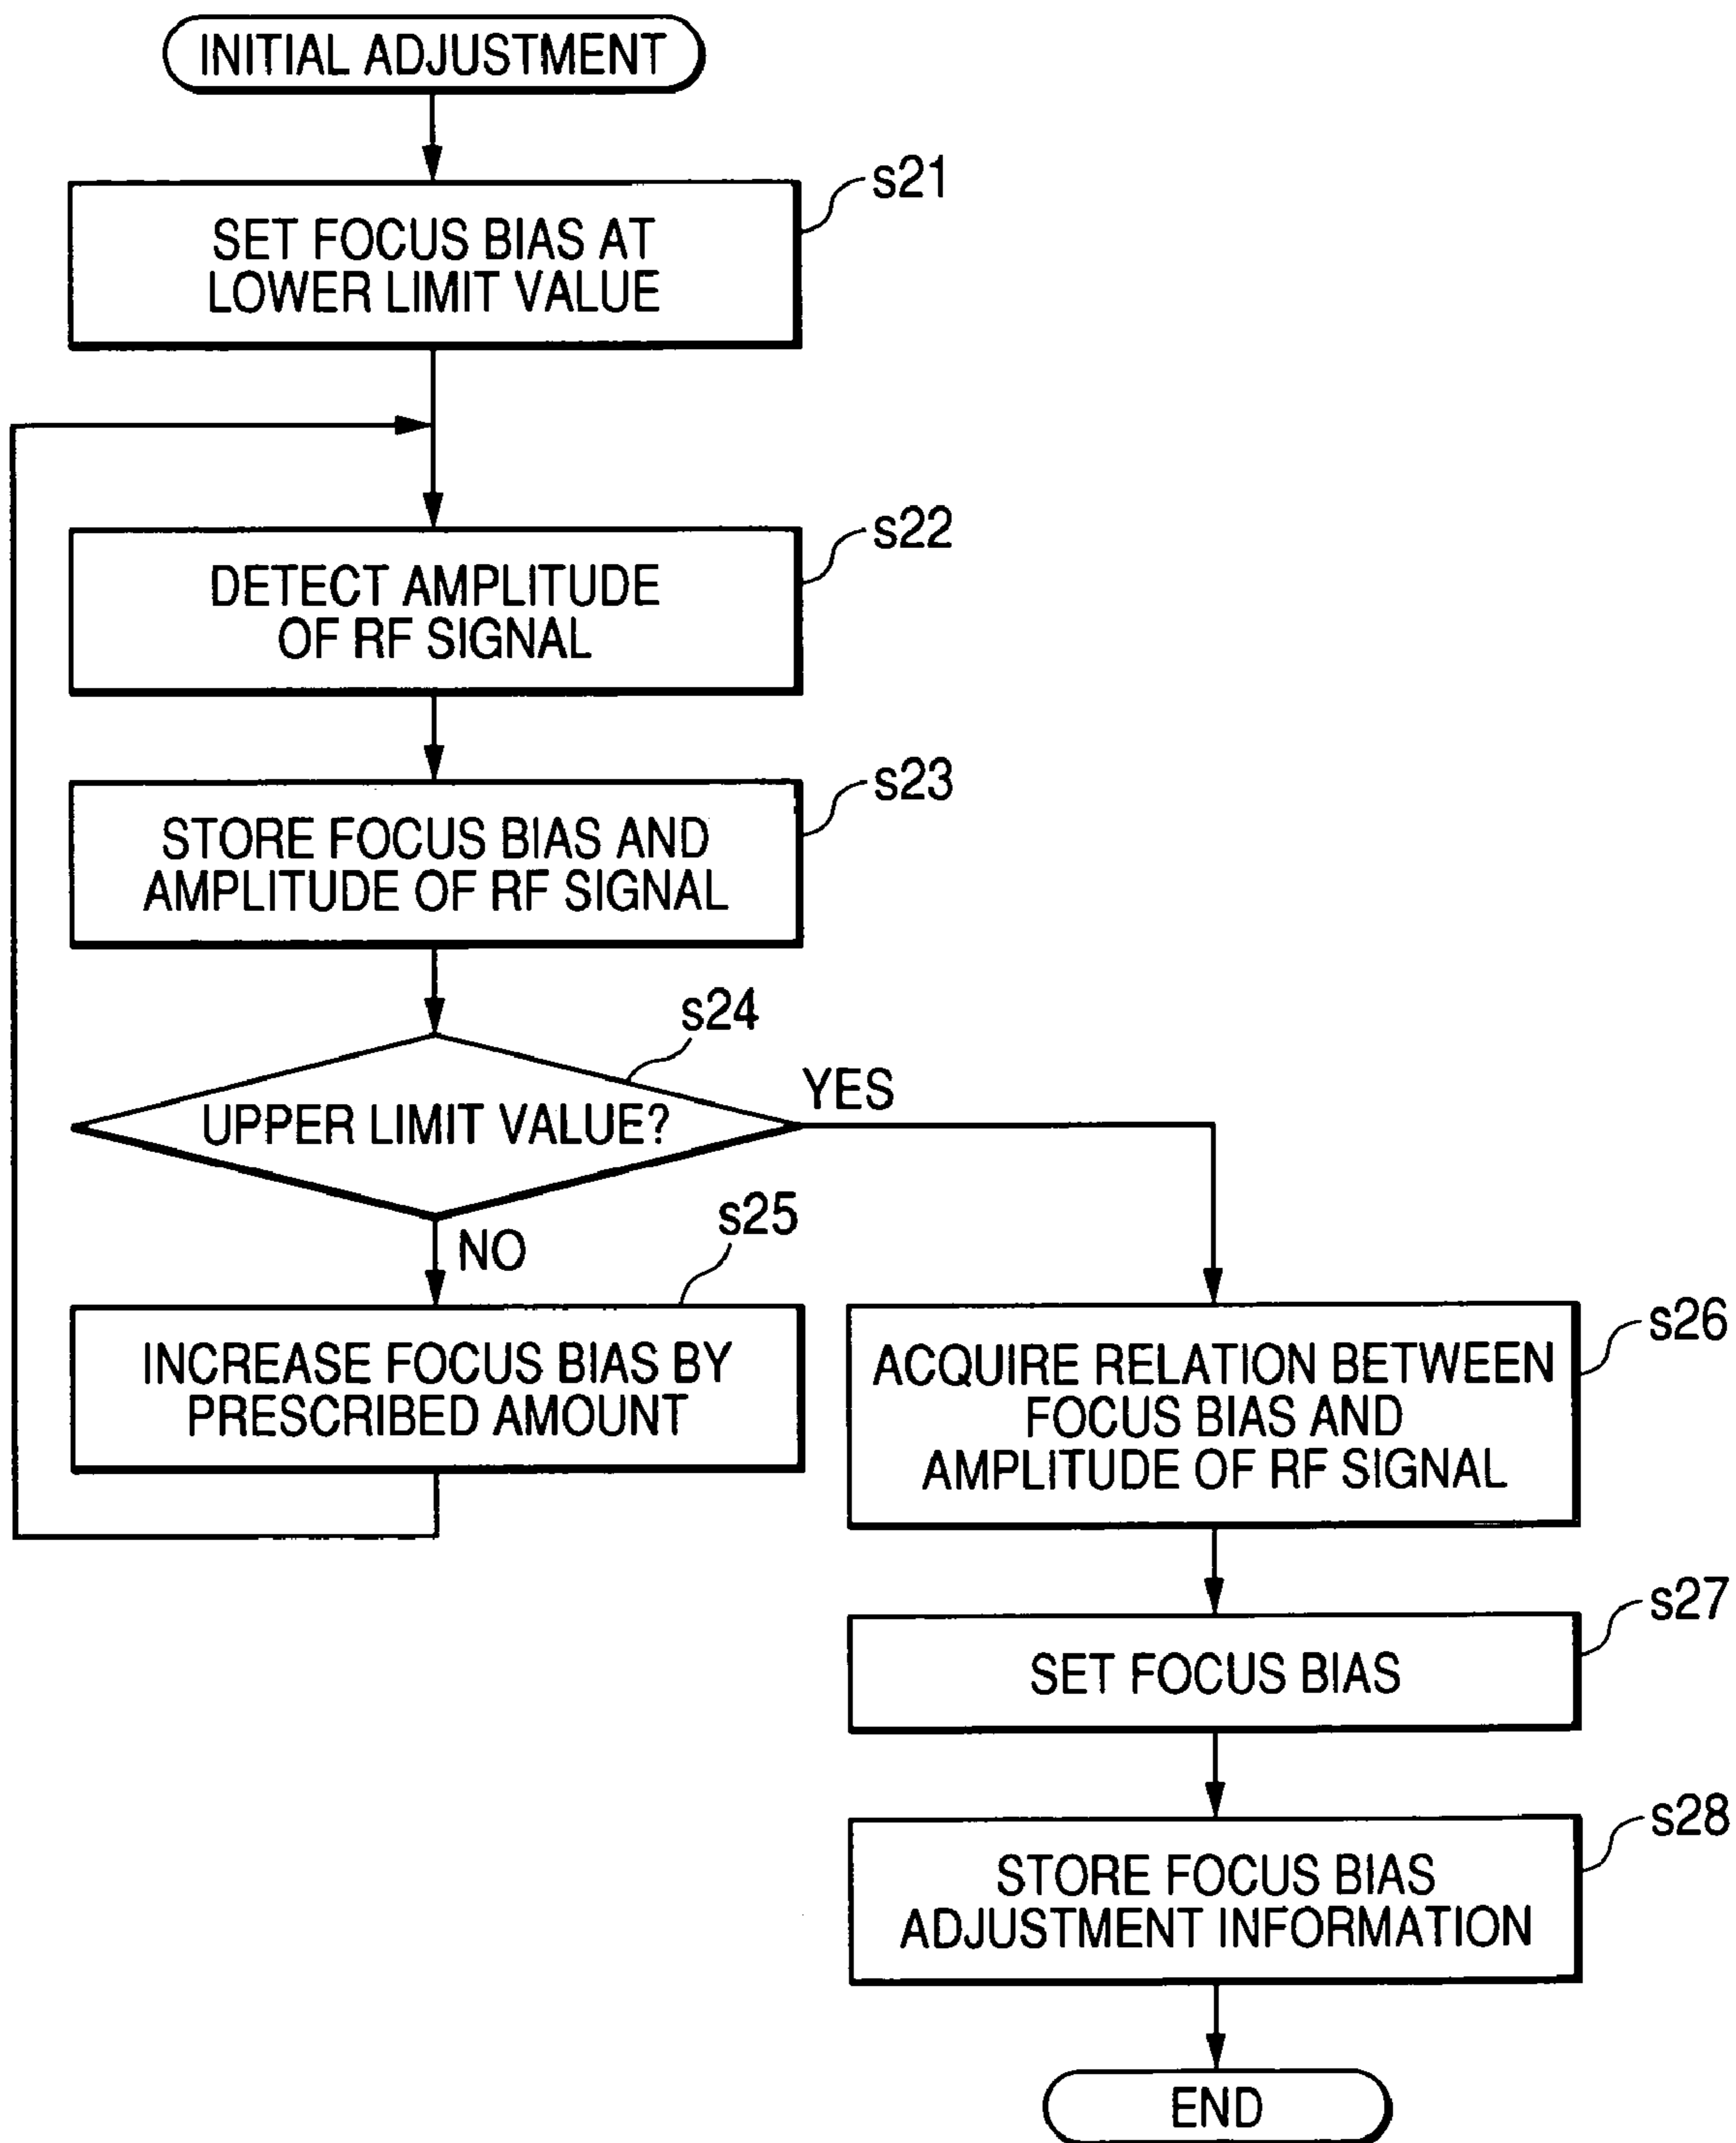 INITIAL ADJUSTMENT
s21
SET FOCUS BIAS AT
LOWER LIMIT VALUE
s22
DETECT AMPLITUDE
OF RF SIGNAL
s23
STORE FOCUS BIAS AND
AMPLITUDE OF RF SIGNAL
s24
UPPER LIMIT VALUE?
YES
NO
s25
INCREASE FOCUS BIAS BY
PRESCRIBED AMOUNT
s26
ACQUIRE RELATION BETWEEN
FOCUS BIAS AND
AMPLITUDE OF RF SIGNAL
s27
SET FOCUS BIAS
s28
STORE FOCUS BIAS
ADJUSTMENT INFORMATION
END